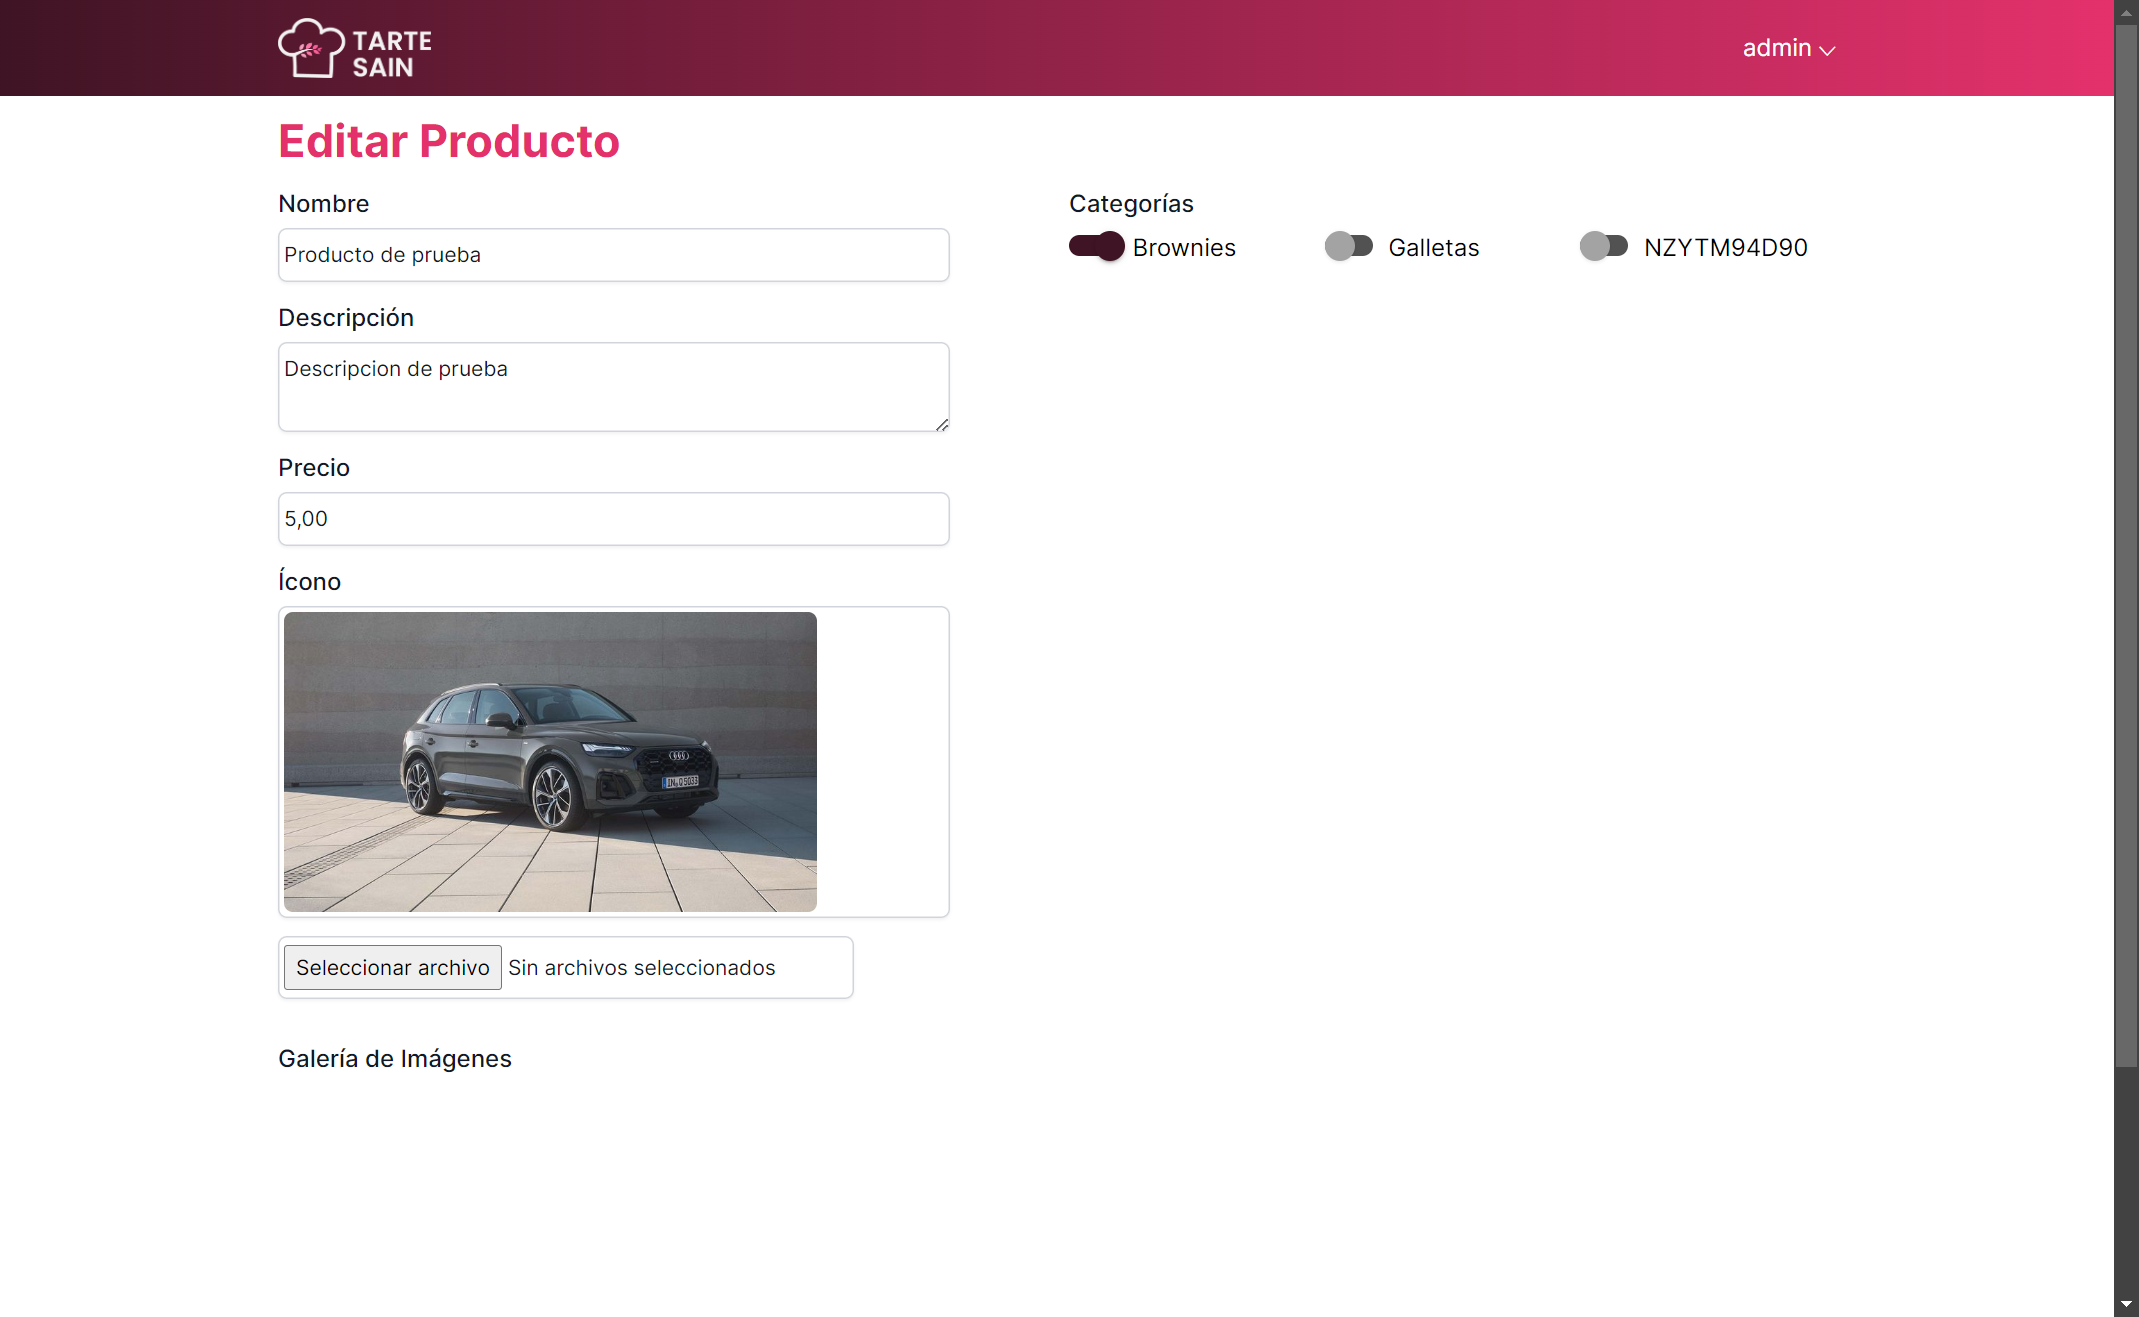 TARTE
SAIN
admin
Editar Producto
Nombre
Producto de prueba
Descripción
Descripcion de prueba
Precio
5,00
Ícono
Seleccionar archivo Sin archivos seleccionados
Galería de Imágenes
Categorías
Brownies Galletas NZYTM94D90